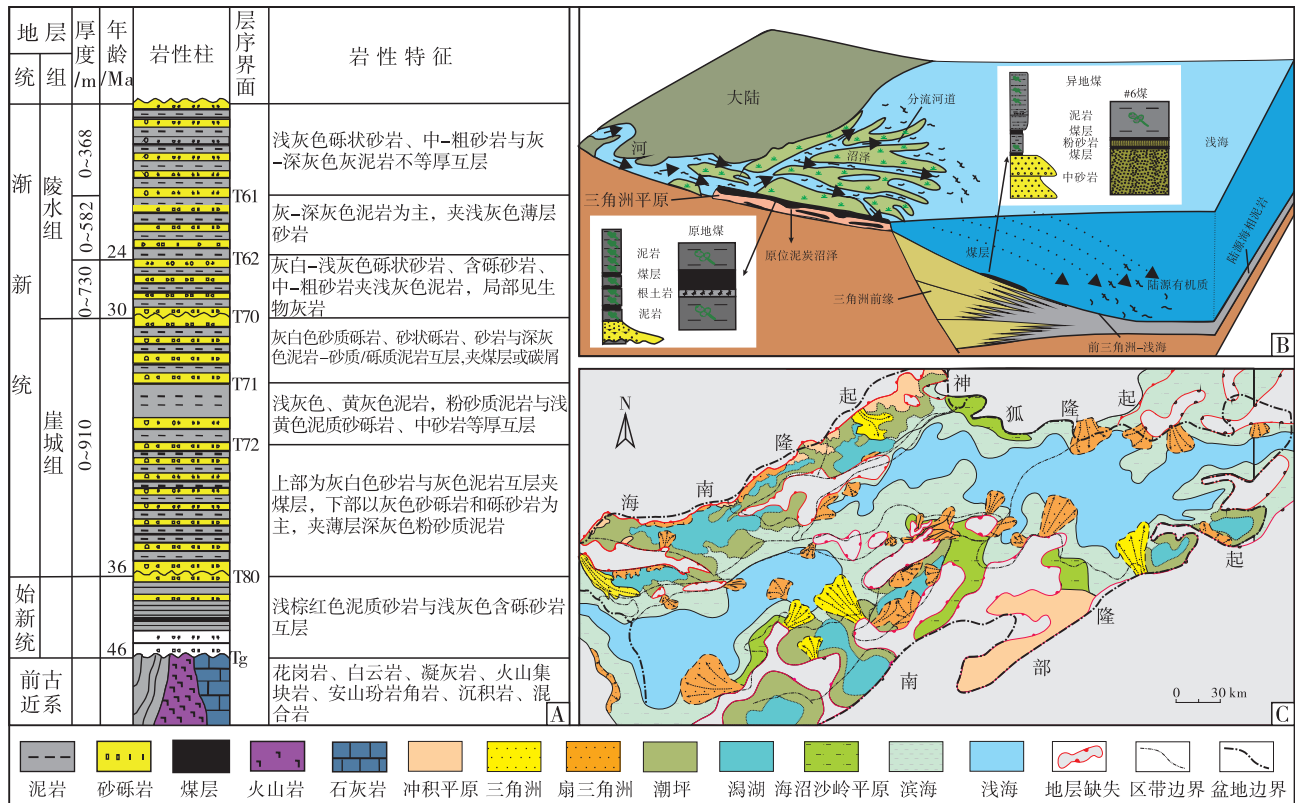 地层
厚度/m
年龄/Ma
岩性柱
层序界面
岩性特征
统
组
渐新统
陵水组
崖城组
始新统
前古近系
0~368
0~582
0~730
0~910
24
30
36
46
T61
T62
T70
T71
T72
T80
Tg
浅灰色砾状砂岩、中-粗砂岩与灰
-深灰色灰泥岩不等厚互层
灰-深灰色泥岩为主，夹浅灰色薄层
砂岩
灰白-浅灰色砾状砂岩、含砾砂岩、
中-粗砂岩夹浅灰色泥岩，局部见生
物灰岩
灰白色砂质砾岩、砂状砾岩、砂岩与深灰
色泥岩-砂质/砾质泥岩互层,夹煤层或碳屑
浅灰色、黄灰色泥岩，粉砂质泥岩与浅
黄色泥质砂砾岩、中砂岩等厚互层
上部为灰白色砂岩与灰色泥岩互层夹
煤层，下部以灰色砂砾岩和砾砂岩为
主，夹薄层深灰色粉砂质泥岩
浅棕红色泥质砂岩与浅灰色含砾砂岩
互层
花岗岩、白云岩、凝灰岩、火山集
块岩、安山玢岩角岩、沉积岩、混
合岩
A
大陆
河
分流河道
沼泽
三角洲平原
原位泥炭沼泽
三角洲前缘
煤层
陆源有机质
前三角洲-浅海
浅海
陆源海相泥岩
原地煤
泥岩
煤层
根土岩
泥岩
异地煤
#6煤
泥岩
煤层
粉砂岩
煤层
中砂岩
B
N
海
南
隆
起
神
狐
隆
起
南
部
隆
起
0 30 km
C
泥岩
砂砾岩
煤层
火山岩
石灰岩
冲积平原
三角洲
扇三角洲
潮坪
潟湖
海沼沙岭平原
滨海
浅海
地层缺失
区带边界
盆地边界